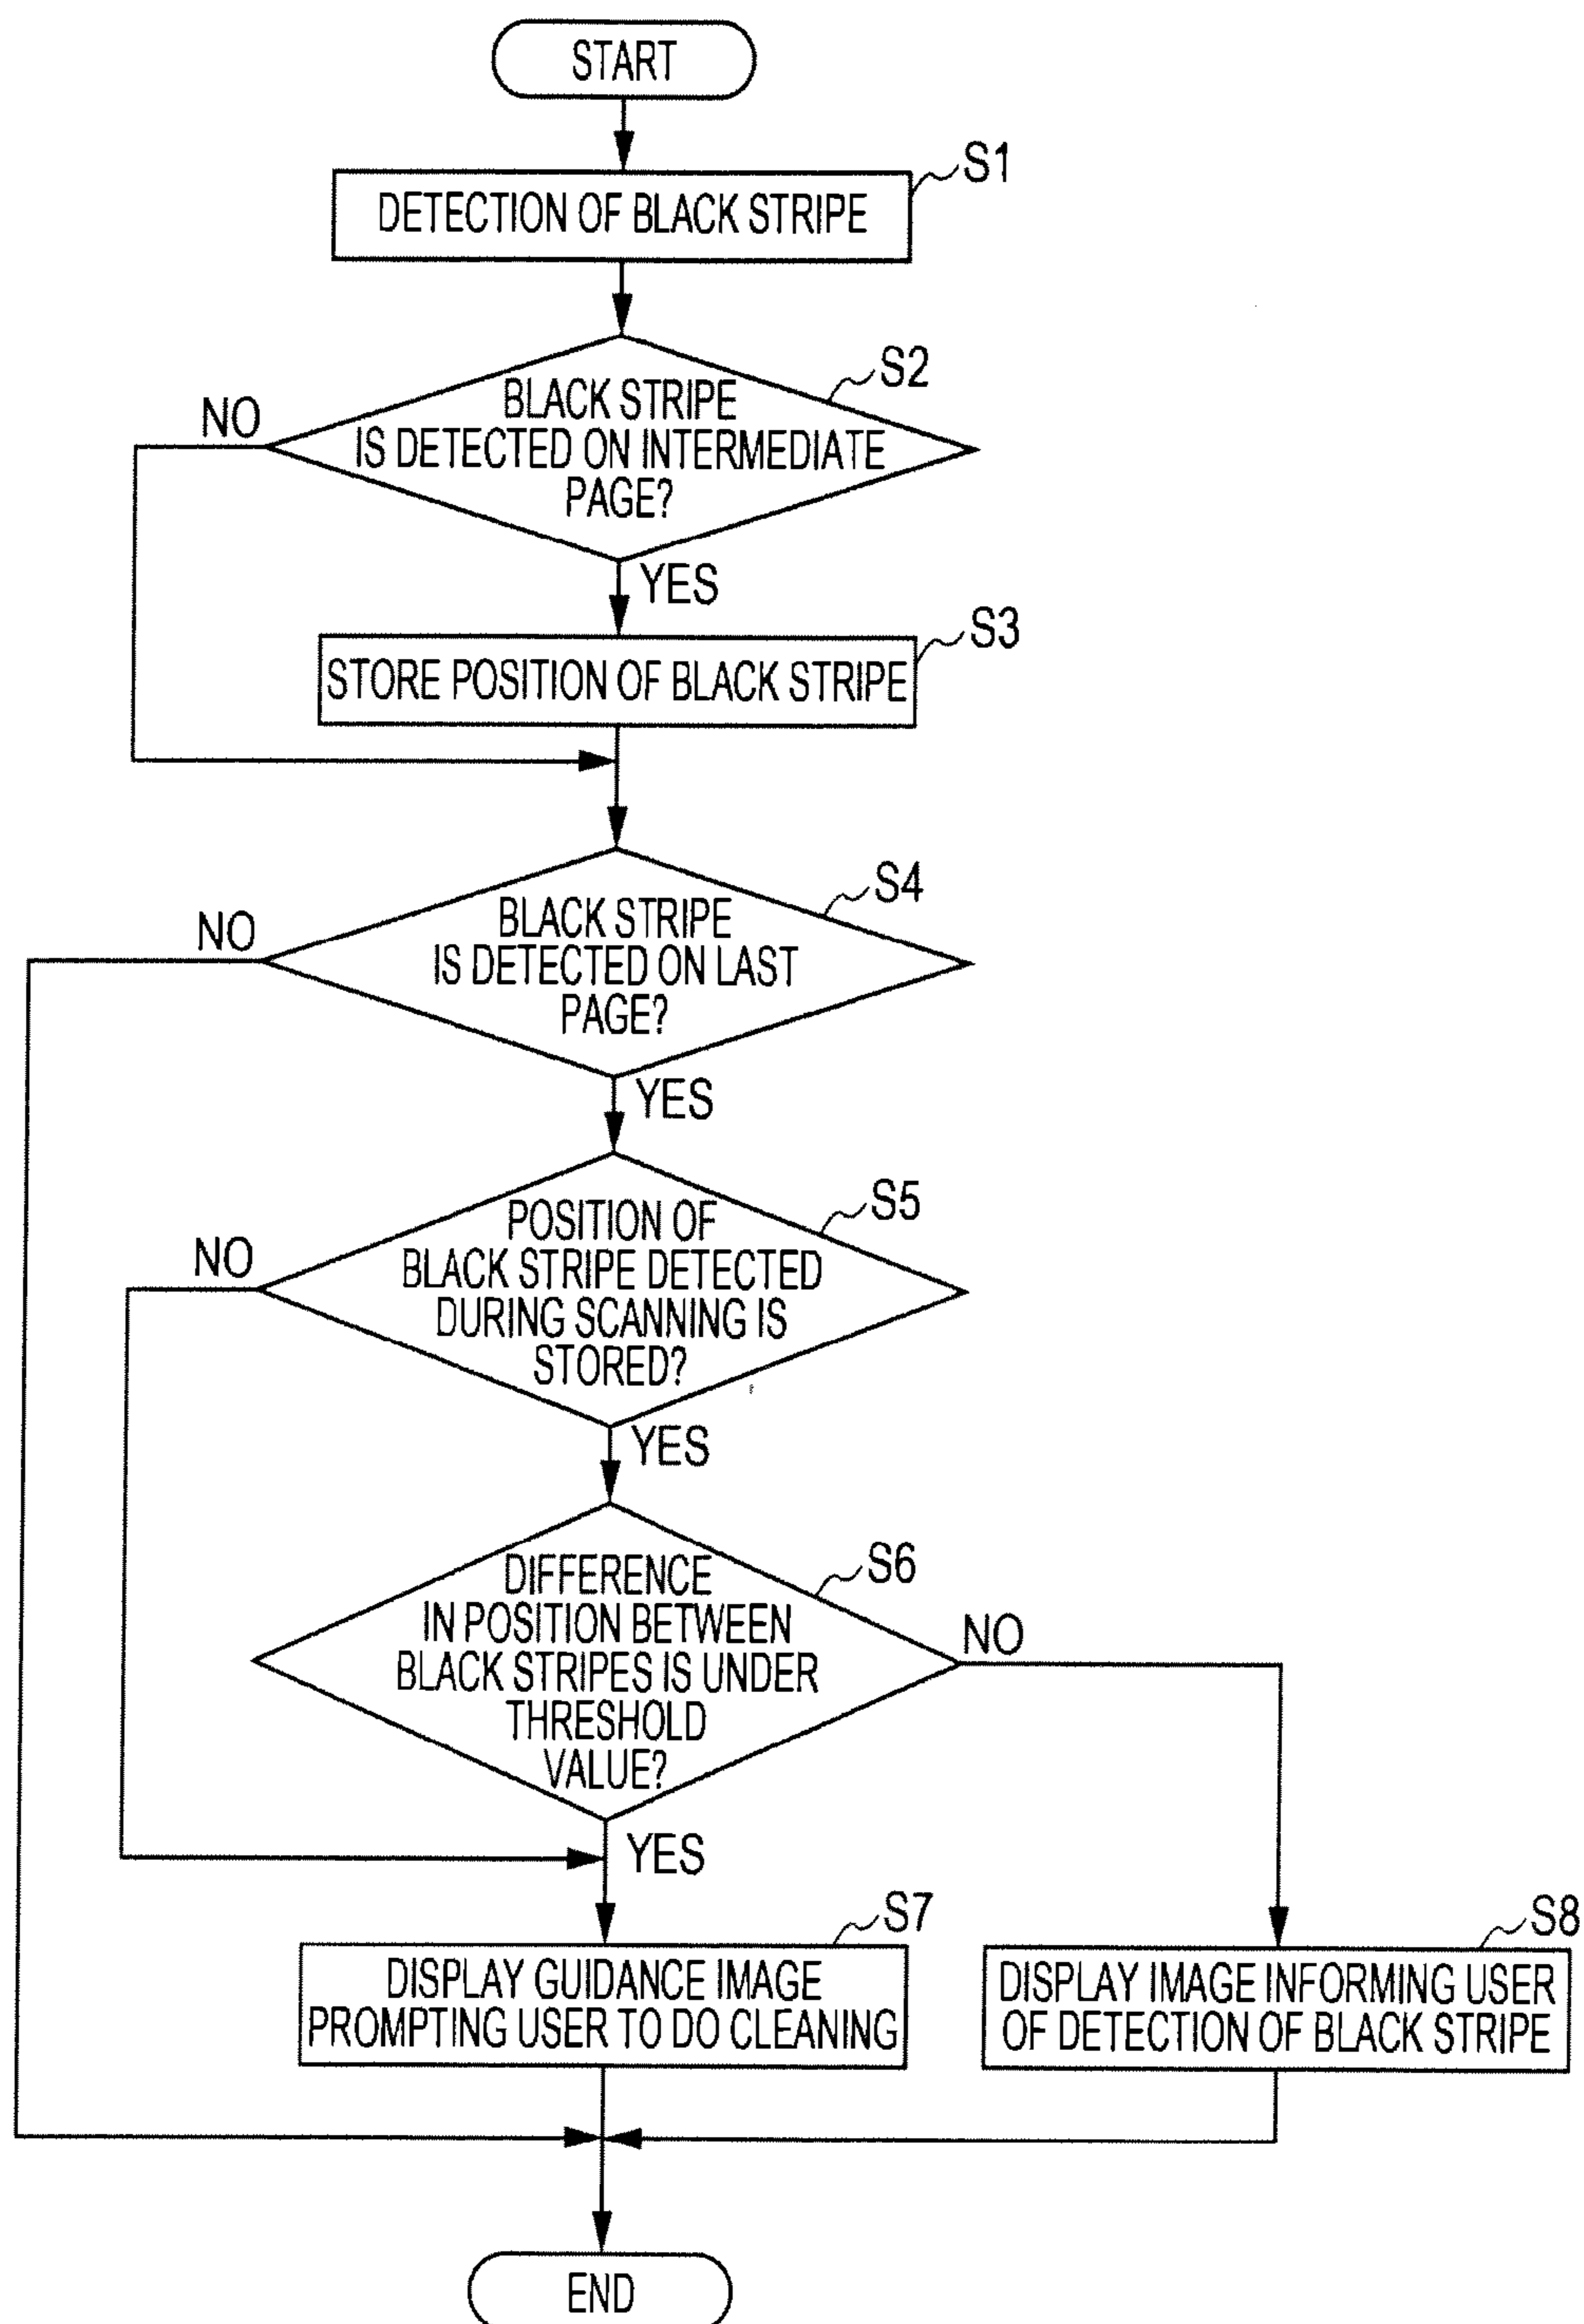 START
S1
DETECTION OF BLACK STRIPE
S2
NO
BLACK STRIPE
IS DETECTED ON INTERMEDIATE
PAGE?
YES
S3
STORE POSITION OF BLACK STRIPE
S4
NO
BLACK STRIPE
IS DETECTED ON LAST
PAGE?
YES
S5
NO
POSITION OF
BLACK STRIPE DETECTED
DURING SCANNING IS
STORED?
YES
S6
DIFFERENCE
IN POSITION BETWEEN
BLACK STRIPES IS UNDER
THRESHOLD
VALUE?
NO
YES
S7
DISPLAY GUIDANCE IMAGE
PROMPTING USER TO DO CLEANING
S8
DISPLAY IMAGE INFORMING USER
OF DETECTION OF BLACK STRIPE
END